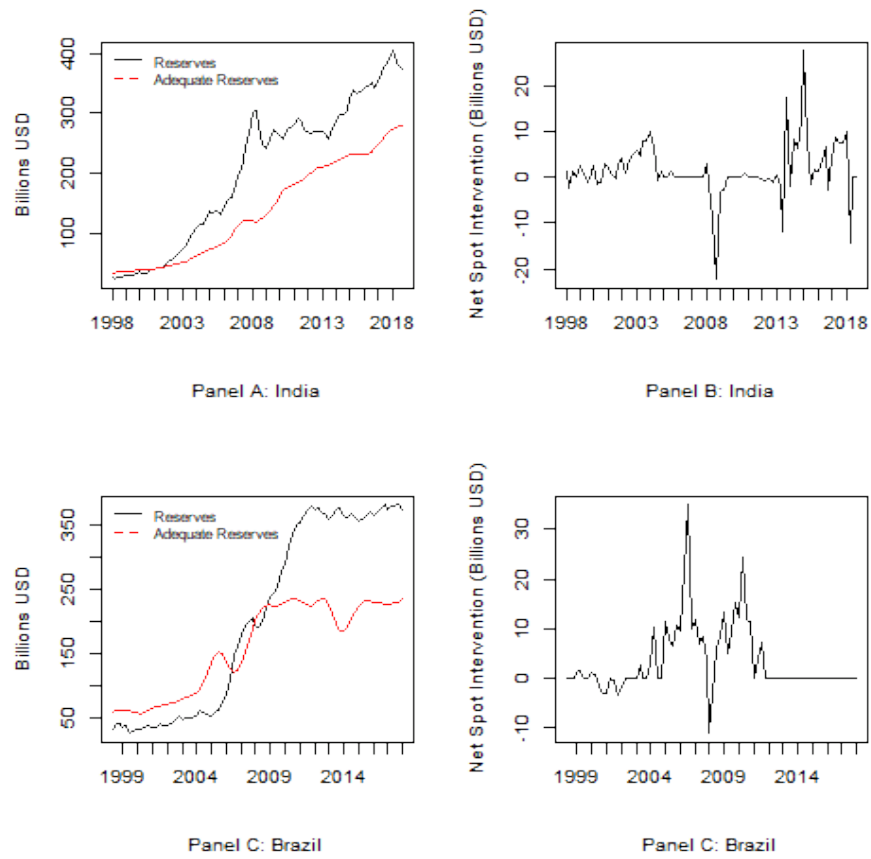 Reserves
Adequate Reserves
Billions USD
400
300
200
100
1998 2003 2008 2013 2018
Panel A: India
Net Spot Intervention (Billions USD)
20
10
0
-10
-20
1998 2003 2008 2013 2018
Panel B: India
Reserves
Adequate Reserves
Billions USD
350
250
150
50
1999 2004 2009 2014
Panel C: Brazil
Net Spot Intervention (Billions USD)
30
20
10
0
-10
1999 2004 2009 2014
Panel C: Brazil